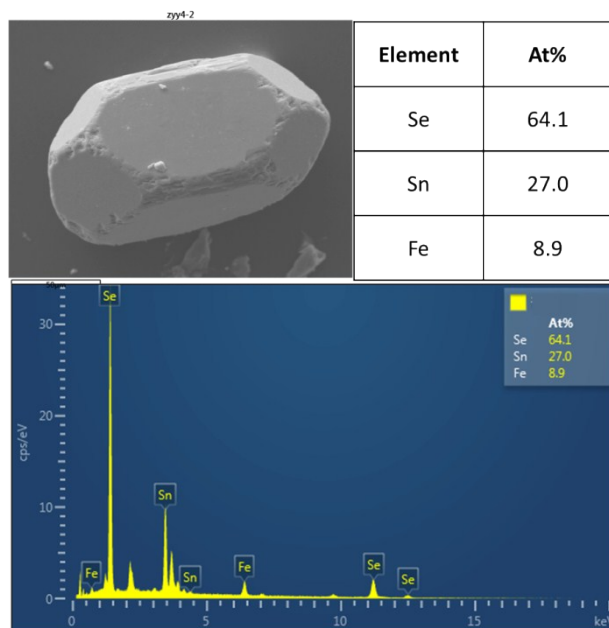 zyy4-2
Element At%
Se 64.1
Sn 27.0
Fe 8.9
At%
Se 64.1
Sn 27.0
Fe 8.9
cps/eV
30
20
10
0
Se
Fe
Sn
Sn
Fe
Se
Se
0 5 10 15 ke